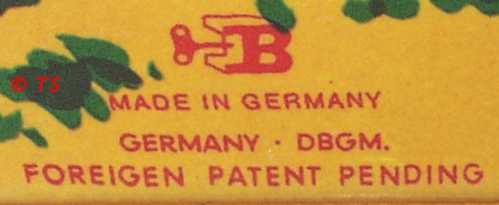 B
© TS
MADE IN GERMANY
GERMANY · DBGM.
FOREIGEN PATENT PENDING